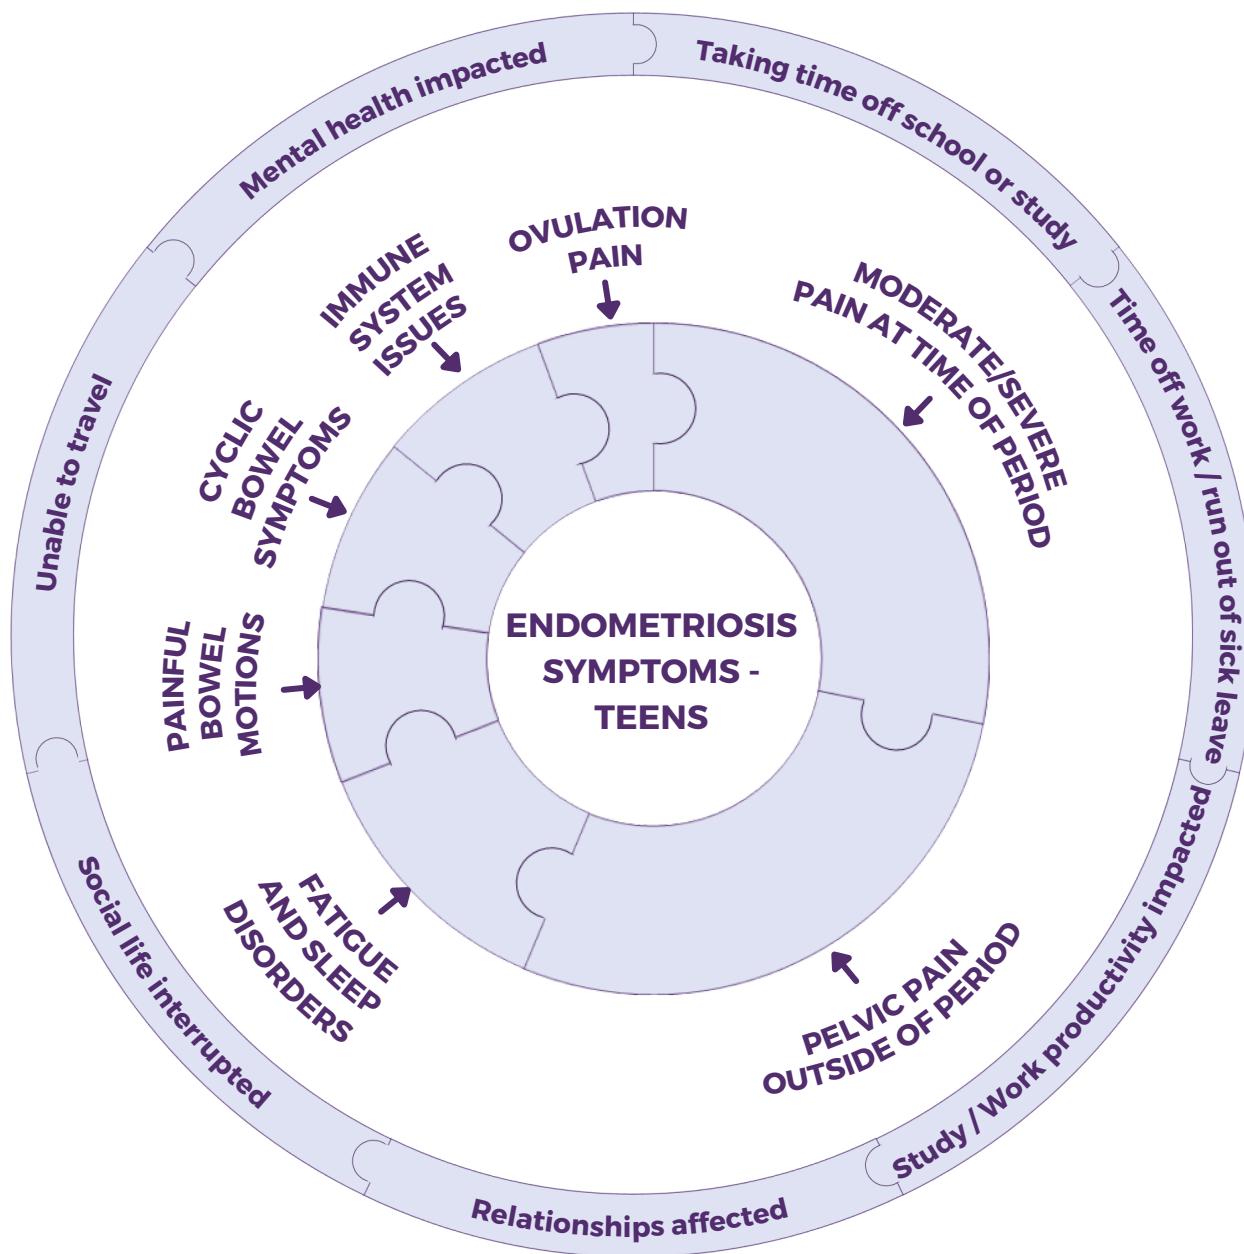 ENDOMETRIOSIS
SYMPTOMS -
TEENS
MODERATE/SEVERE
PAIN AT TIME OF PERIOD
PELVIC PAIN
OUTSIDE OF PERIOD
FATIGUE
AND SLEEP
DISORDERS
PAINFUL
BOWEL
MOTIONS
CYCLIC
BOWEL
SYMPTOMS
IMMUNE
SYSTEM
ISSUES
OVULATION
PAIN
Taking time off school or study
Time off work / run out of sick leave
Study / Work productivity impacted
Relationships affected
Social life interrupted
Unable to travel
Mental health impacted